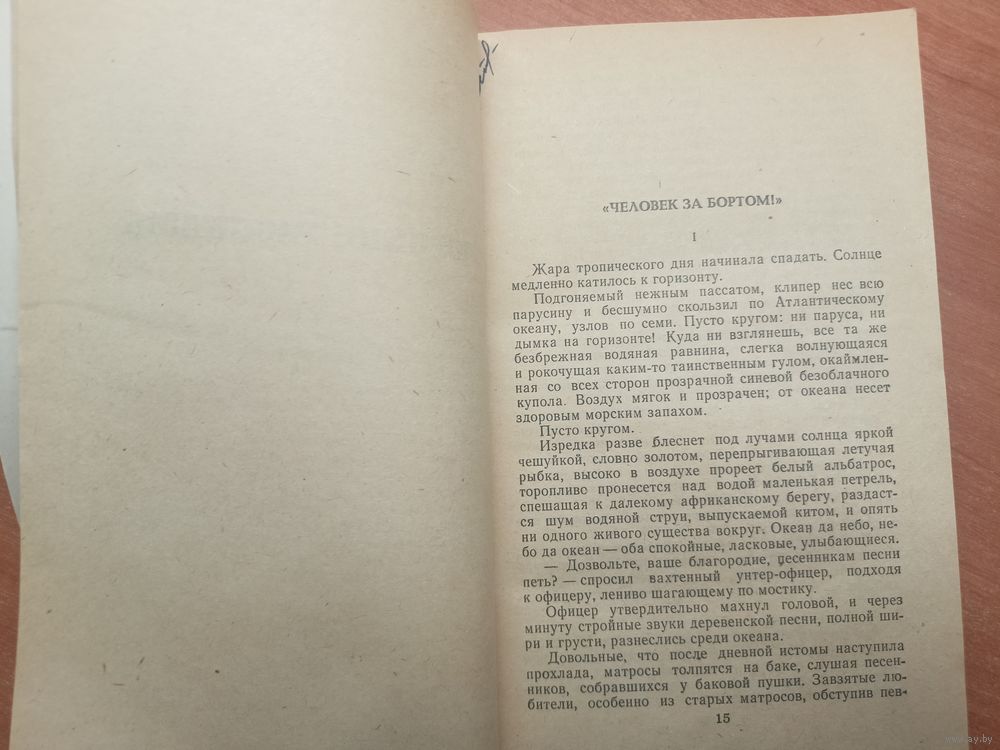 «ЧЕЛОВЕК ЗА БОРТОМ!»
I
Жара тропического дня начинала спадать. Солнце
медленно катилось к горизонту.
Подгоняемый нежным пассатом, клипер нес всю
парусину и бесшумно скользил по Атлантическому
океану, узлов по семи. Пусто кругом: ни паруса, ни
дымка на горизонте! Куда ни взглянешь, все та же
безбрежная водяная равнина, слегка волнующаяся
и рокочущая каким-то таинственным гулом, окаймлен-
ная со всех сторон прозрачной синевой безоблачного
купола. Воздух мягок и прозрачен; от океана несет
здоровым морским запахом.
Пусто кругом.
Изредка разве блеснет под лучами солнца яркой
чешуйкой, словно золотом, перепрыгивающая летучая
рыбка, высоко в воздухе прореет белый альбатрос,
торопливо пронесется над водой маленькая петрель,
спешащая к далекому африканскому берегу, раздаст-
ся шум водяной струи, выпускаемой китом, и опять
ни одного живого существа вокруг. Океан да небо, не-
бо да океан — оба спокойные, ласковые, улыбающиеся.
— Дозвольте, ваше благородие, песенникам песни
петь? — спросил вахтенный унтер-офицер, подходя
к офицеру, лениво шагающему по мостику.
Офицер утвердительно махнул головой, и через
минуту стройные звуки деревенской песни, полной ши-
ри и грусти, разнеслись среди океана.
Довольные, что после дневной истомы наступила
прохлада, матросы толпятся на баке, слушая песен-
ников, собравшихся у баковой пушки. Завзятые лю-
бители, особенно из старых матросов, обступив пев-
15
www.ay.by